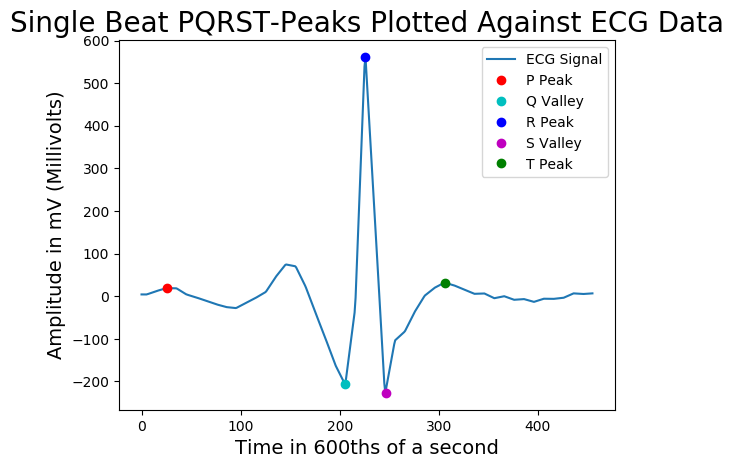 Single Beat PQRST-Peaks Plotted Against ECG Data
Amplitude in mV (Millivolts)
600
500
400
300
200
100
0
−100
−200
ECG Signal
P Peak
Q Valley
R Peak
S Valley
T Peak
0 100 200 300 400
Time in 600ths of a second